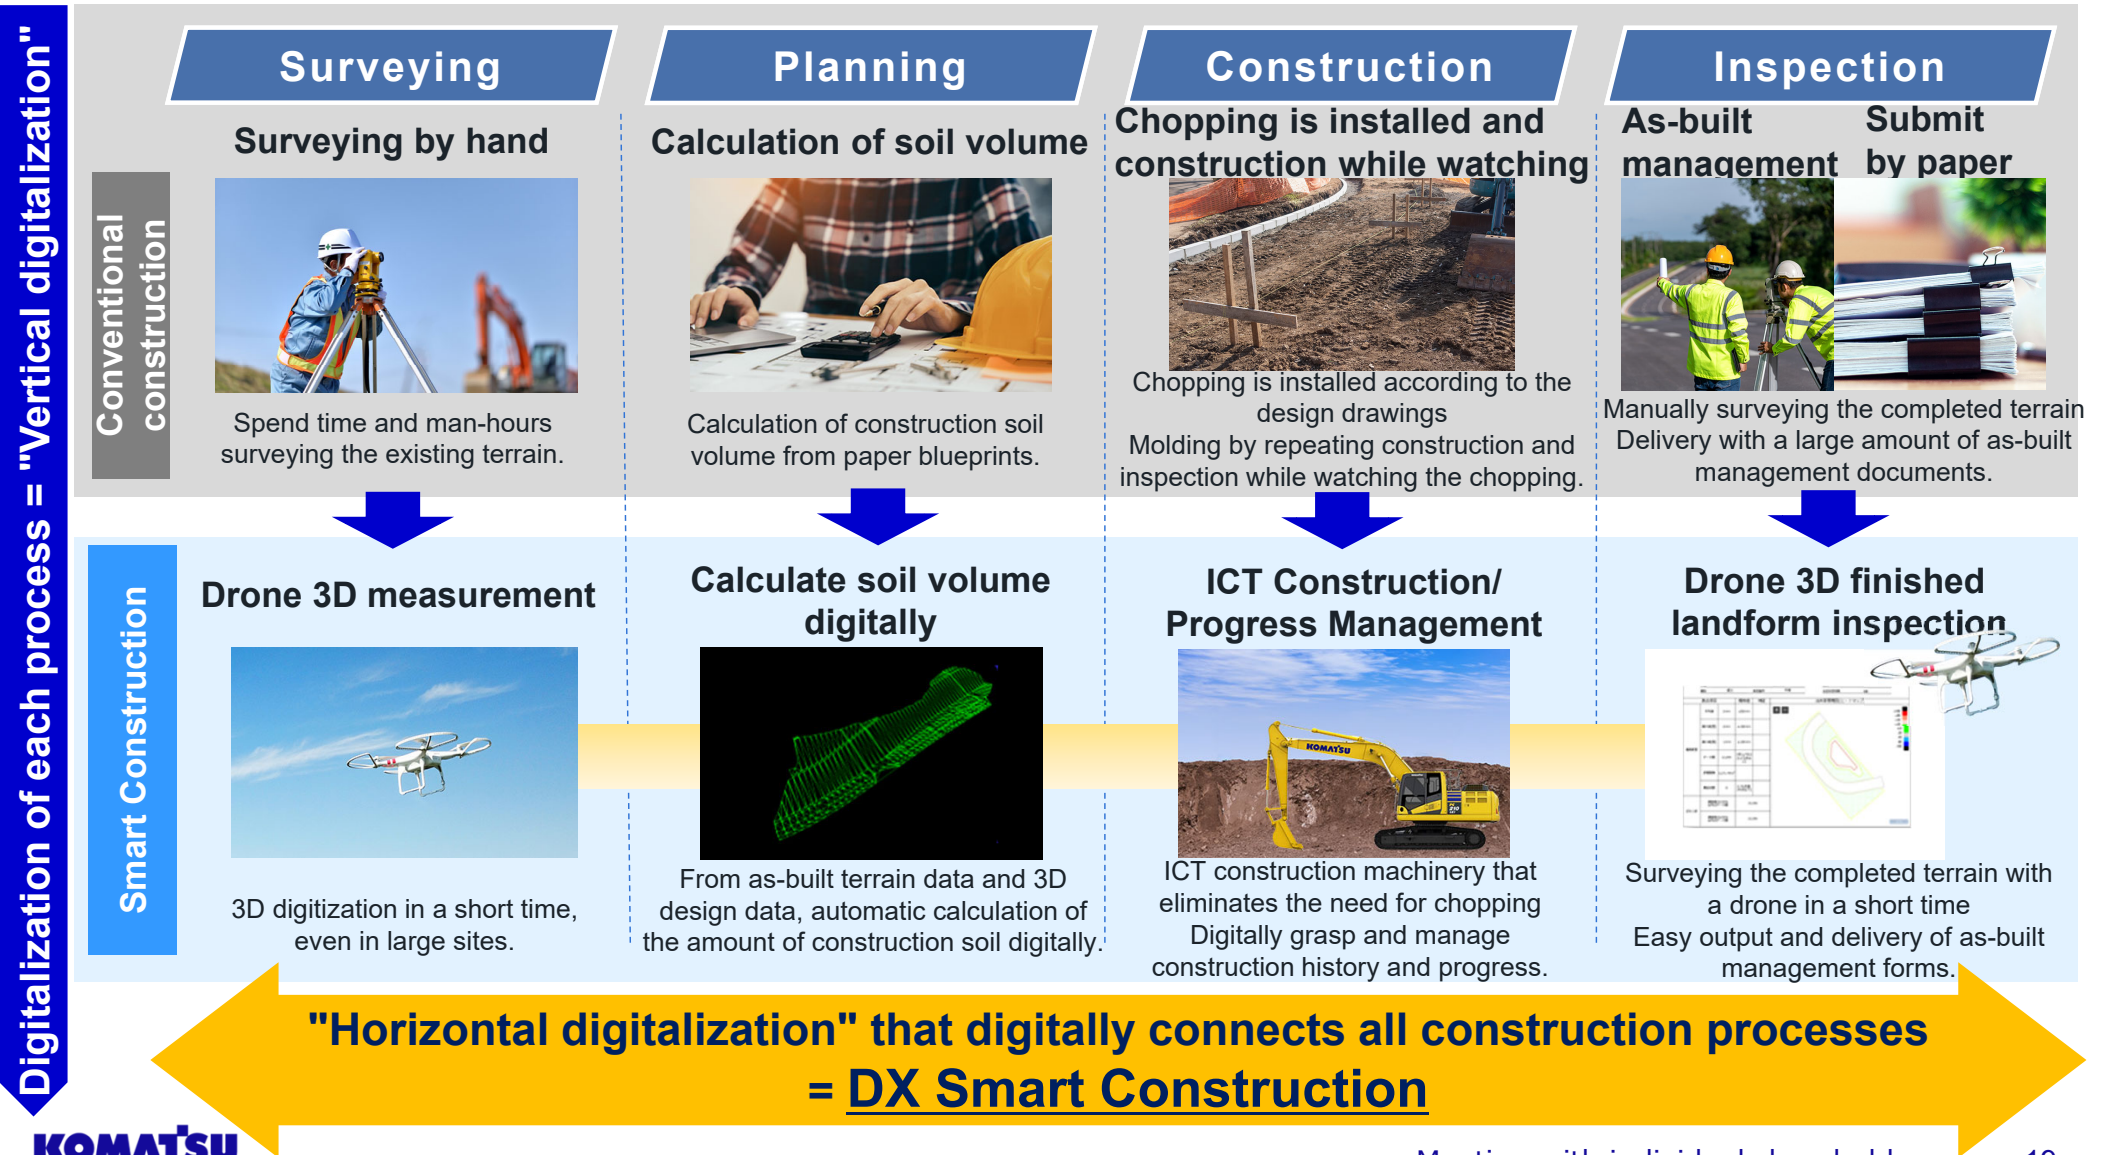 Digitalization of each process = "Vertical digitalization"
Surveying
Planning
Construction
Inspection
Conventional
construction
Surveying by hand
Spend time and man-hours
surveying the existing terrain.
Calculation of soil volume
Calculation of construction soil
volume from paper blueprints.
Chopping is installed and
construction while watching
Chopping is installed according to the
design drawings
Molding by repeating construction and
inspection while watching the chopping.
As-built
management
Submit
by paper
Manually surveying the completed terrain
Delivery with a large amount of as-built
management documents.
Smart Construction
Drone 3D measurement
3D digitization in a short time,
even in large sites.
Calculate soil volume
digitally
From as-built terrain data and 3D
design data, automatic calculation of
the amount of construction soil digitally.
ICT Construction/
Progress Management
KOMATSU
ICT construction machinery that
eliminates the need for chopping
Digitally grasp and manage
construction history and progress.
Drone 3D finished
landform inspection
Surveying the completed terrain with
a drone in a short time
Easy output and delivery of as-built
management forms.
"Horizontal digitalization" that digitally connects all construction processes
= DX Smart Construction
KOMATSU